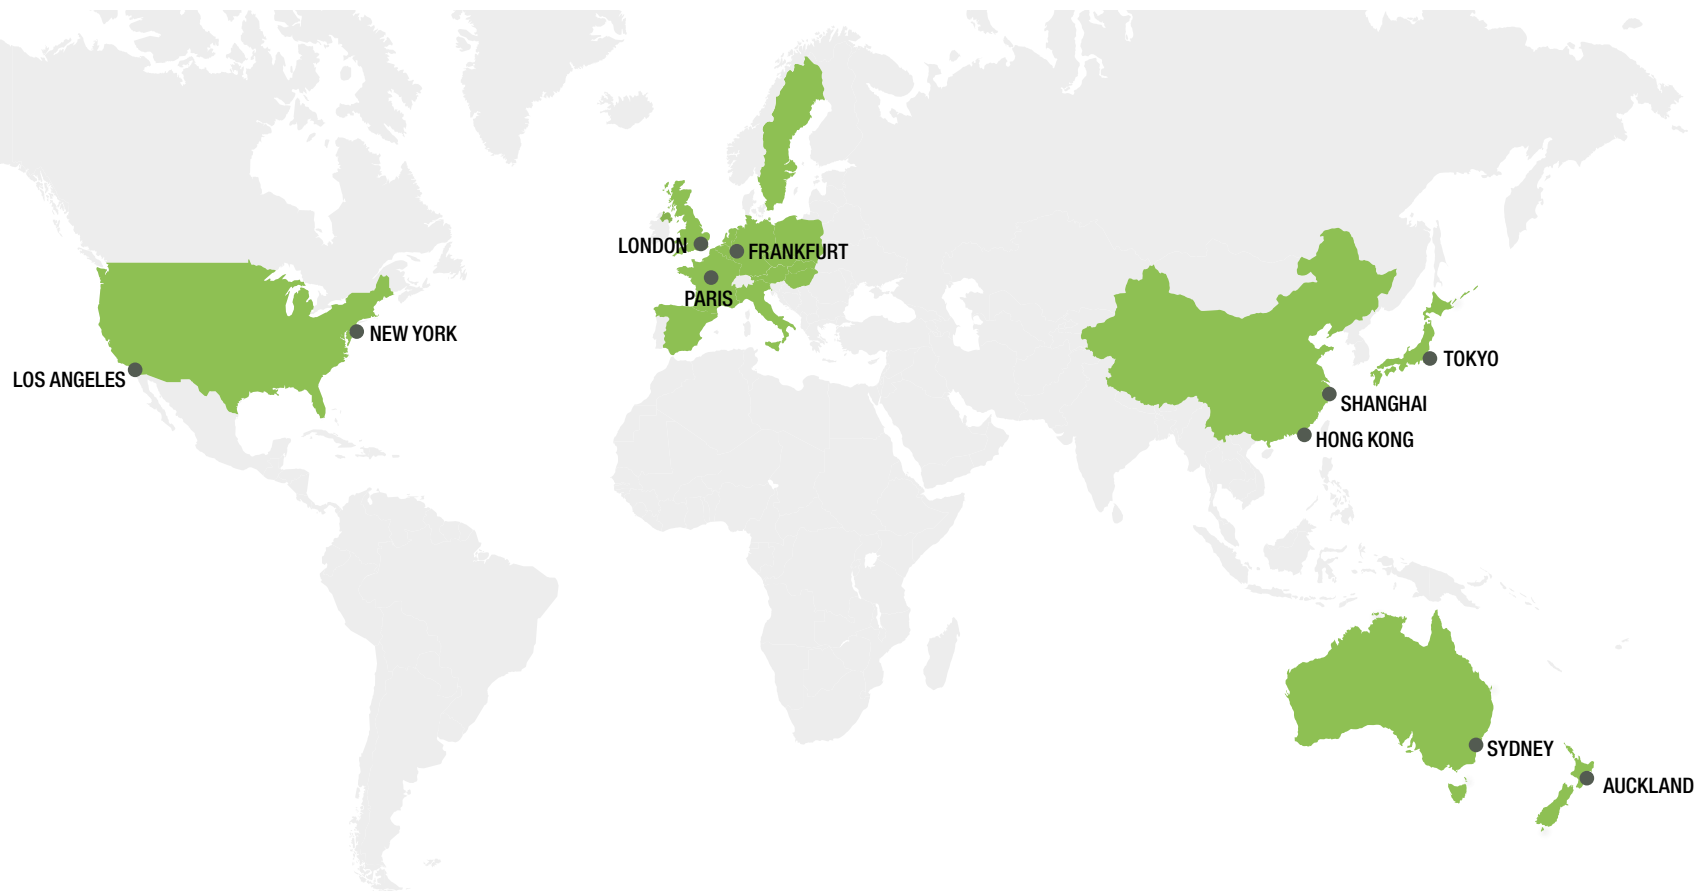 LONDON
FRANKFURT
PARIS
NEW YORK
LOS ANGELES
TOKYO
SHANGHAI
HONG KONG
SYDNEY
AUCKLAND